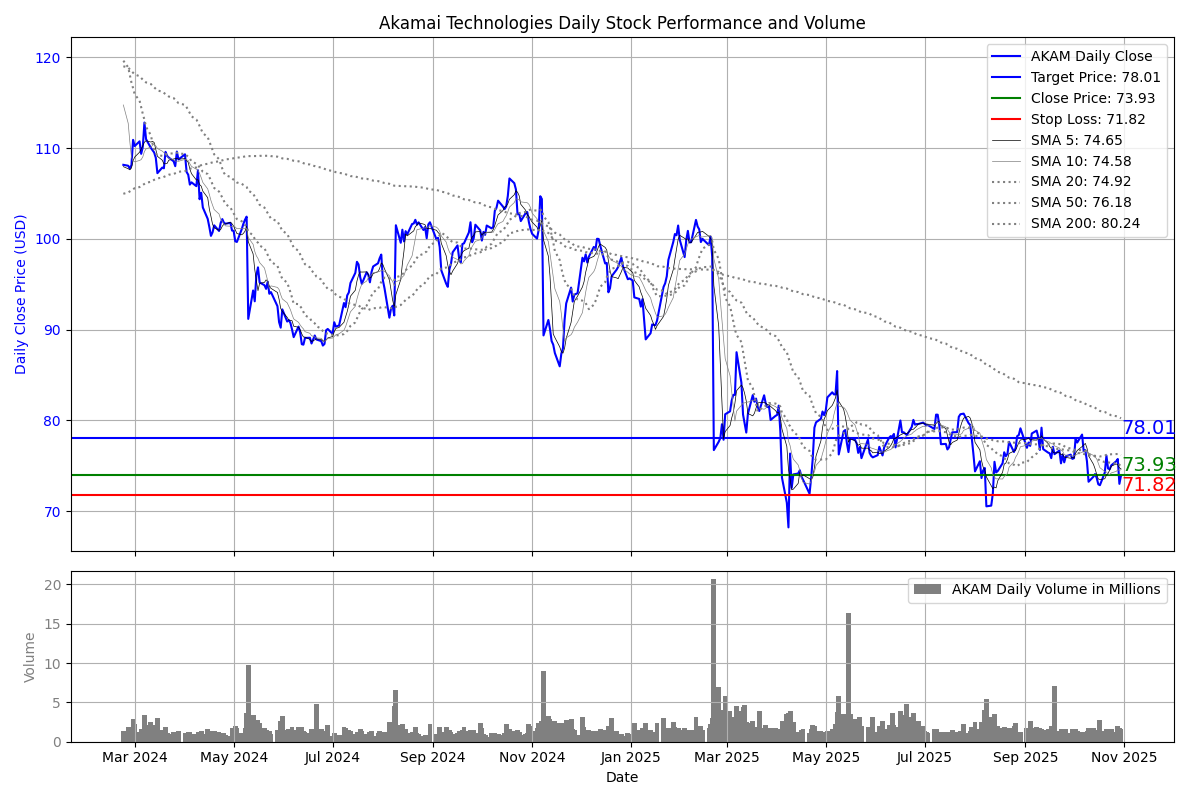 Akamai Technologies Daily Stock Performance and Volume
Daily Close Price (USD)
120
110
100
90
80
70
AKAM Daily Close
Target Price: 78.01
Close Price: 73.93
Stop Loss: 71.82
SMA 5: 74.65
SMA 10: 74.58
SMA 20: 74.92
SMA 50: 76.18
SMA 200: 80.24
78.01
73.93
71.82
Volume
20
15
10
5
0
AKAM Daily Volume in Millions
Mar 2024 May 2024 Jul 2024 Sep 2024 Nov 2024 Jan 2025 Mar 2025 May 2025 Jul 2025 Sep 2025 Nov 2025
Date